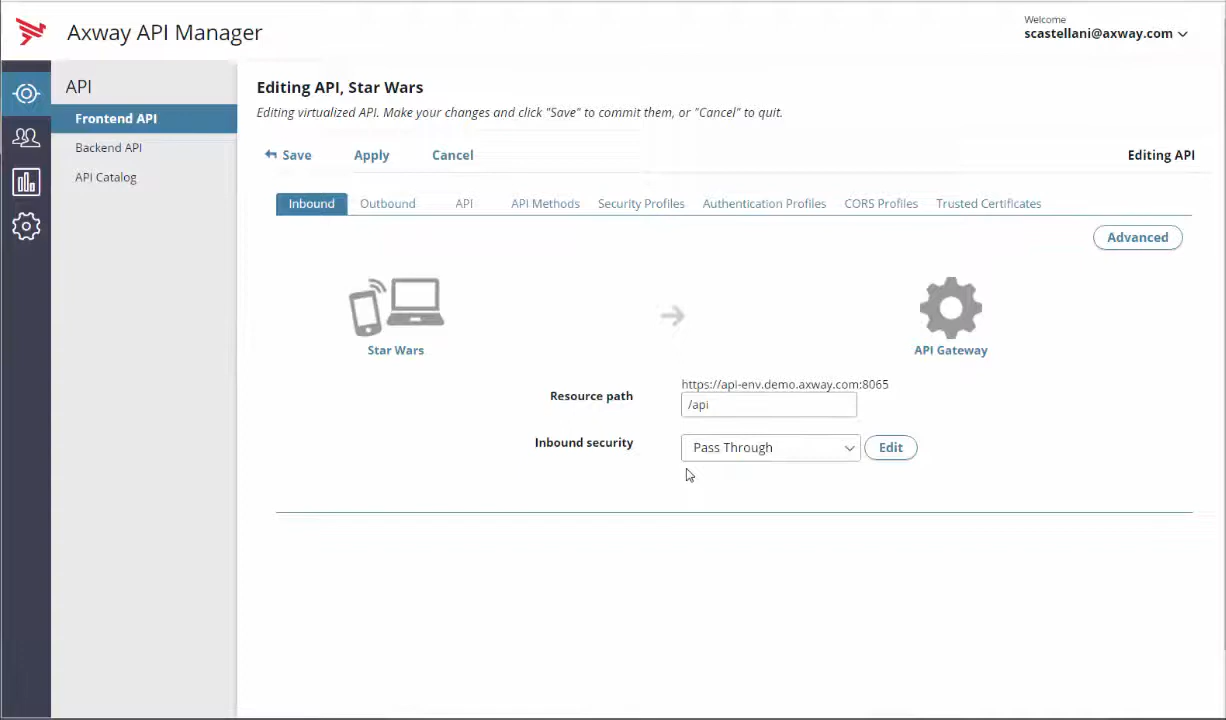 Axway API Manager
Welcome
scastellani@axway.com
API
Frontend API
Backend API
API Catalog
Editing API, Star Wars
Editing virtualized API. Make your changes and click "Save" to commit them, or "Cancel" to quit.
Save Apply Cancel Editing API
Inbound Outbound API API Methods Security Profiles Authentication Profiles CORS Profiles Trusted Certificates
Advanced
Star Wars API Gateway
https://api-env.demo.axway.com:8065
Resource path /api
Inbound security Pass Through Edit